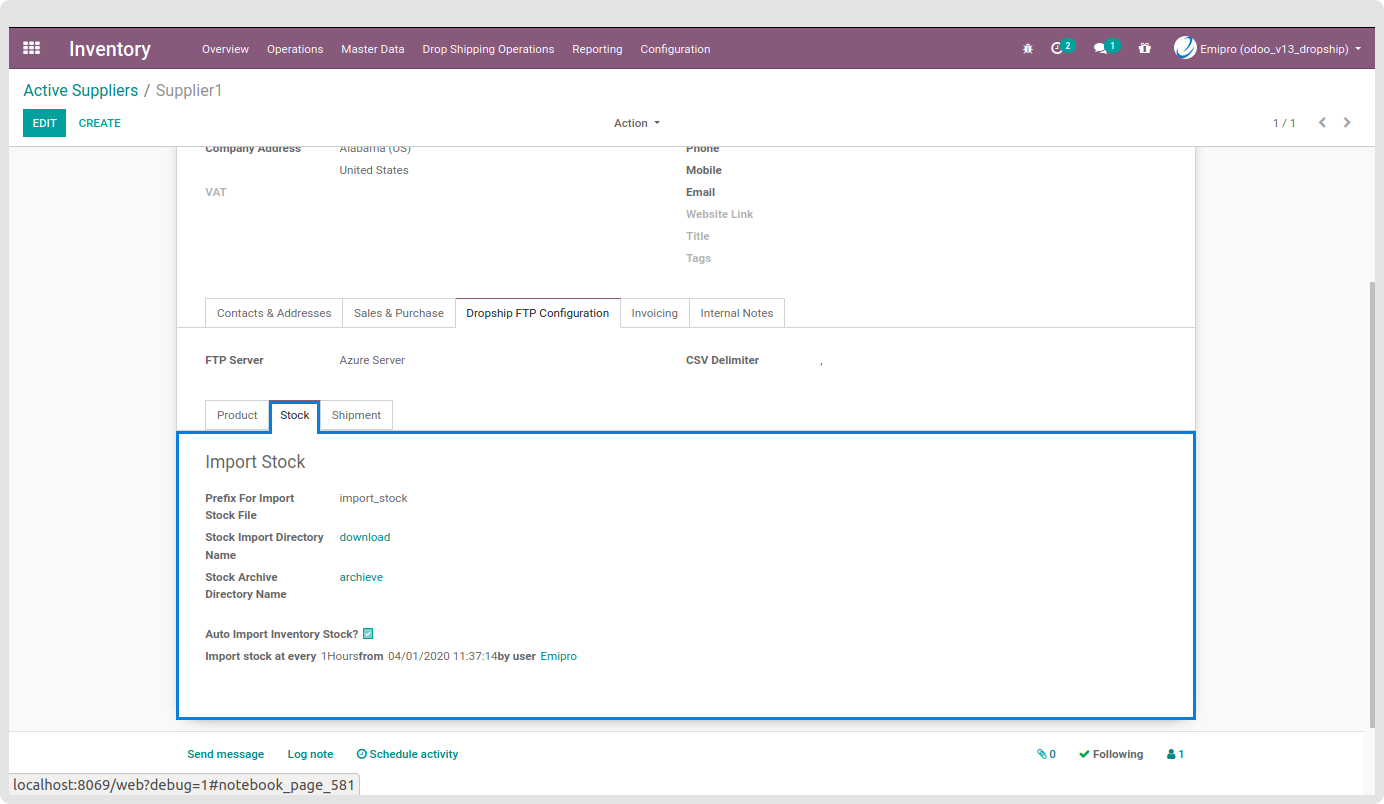 Inventory Overview Operations Master Data Drop Shipping Operations Reporting Configuration 2 1 Emipro (odoo_v13_dropship)
Active Suppliers / Supplier1
EDIT CREATE Action 1 / 1
Company Address Alabama (US) Phone
United States Mobile
VAT Email
Website Link
Title
Tags
Contacts & Addresses Sales & Purchase Dropship FTP Configuration Invoicing Internal Notes
FTP Server Azure Server CSV Delimiter ,
Product Stock Shipment
Import Stock
Prefix For Import import_stock
Stock File
Stock Import Directory download
Name
Stock Archive archieve
Directory Name
Auto Import Inventory Stock?
Import stock at every 1Hoursfrom 04/01/2020 11:37:14by user Emipro
Send message Log note Schedule activity 0 Following 1
localhost:8069/web?debug=1#notebook_page_581